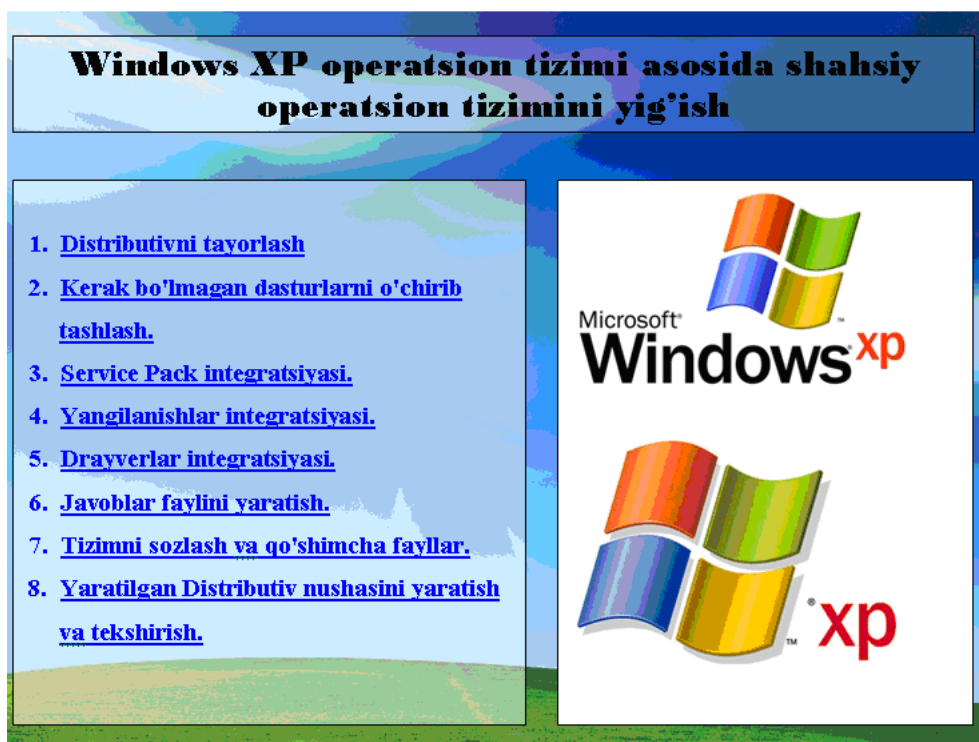 Windows XP operatsion tizimi asosida shahsiy
operatsion tizimini yig’ish
1. Distributivni tayorlash
2. Kerak bo'lmagan dasturlarni o'chirib
tashlash.
3. Service Pack integratsiyasi.
4. Yangilanishlar integratsiyasi.
5. Drayverlar integratsiyasi.
6. Javoblar faylini yaratish.
7. Tizimni sozlash va qo'shimcha fayllar.
8. Yaratilgan Distributiv nushasini yaratish
va tekshirish.
Microsoft®
Windows® xp
™
® xp
™